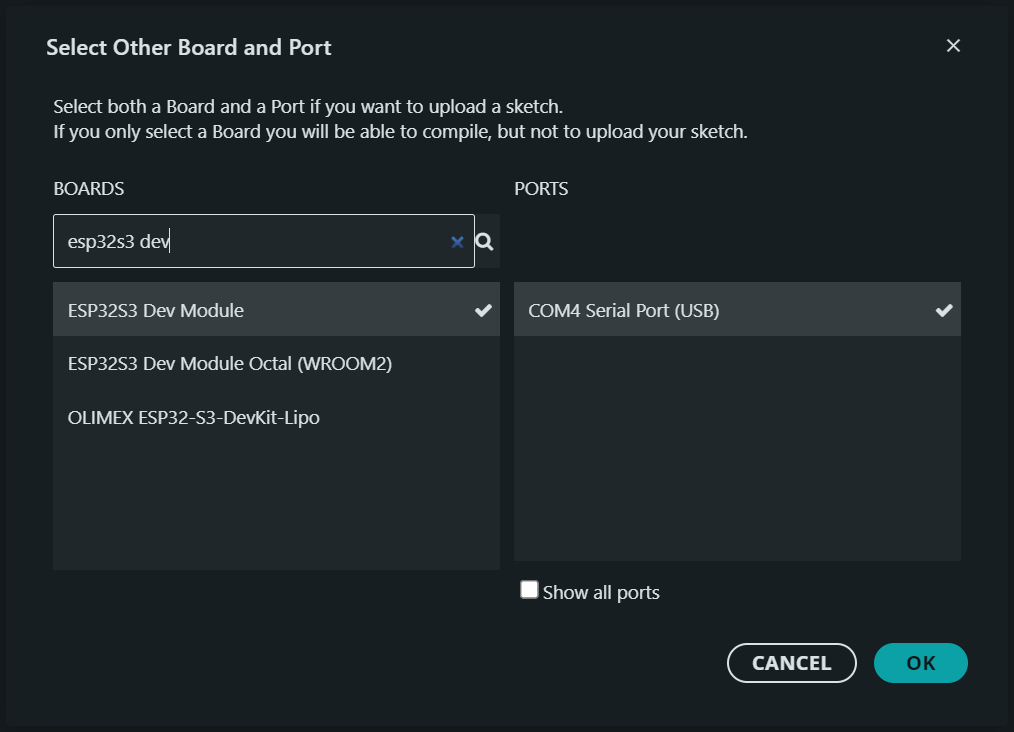 Select Other Board and Port
Select both a Board and a Port if you want to upload a sketch.
If you only select a Board you will be able to compile, but not to upload your sketch.
BOARDS
esp32s3 dev
ESP32S3 Dev Module
ESP32S3 Dev Module Octal (WROOM2)
OLIMEX ESP32-S3-DevKit-Lipo
PORTS
COM4 Serial Port (USB)
Show all ports
CANCEL
OK